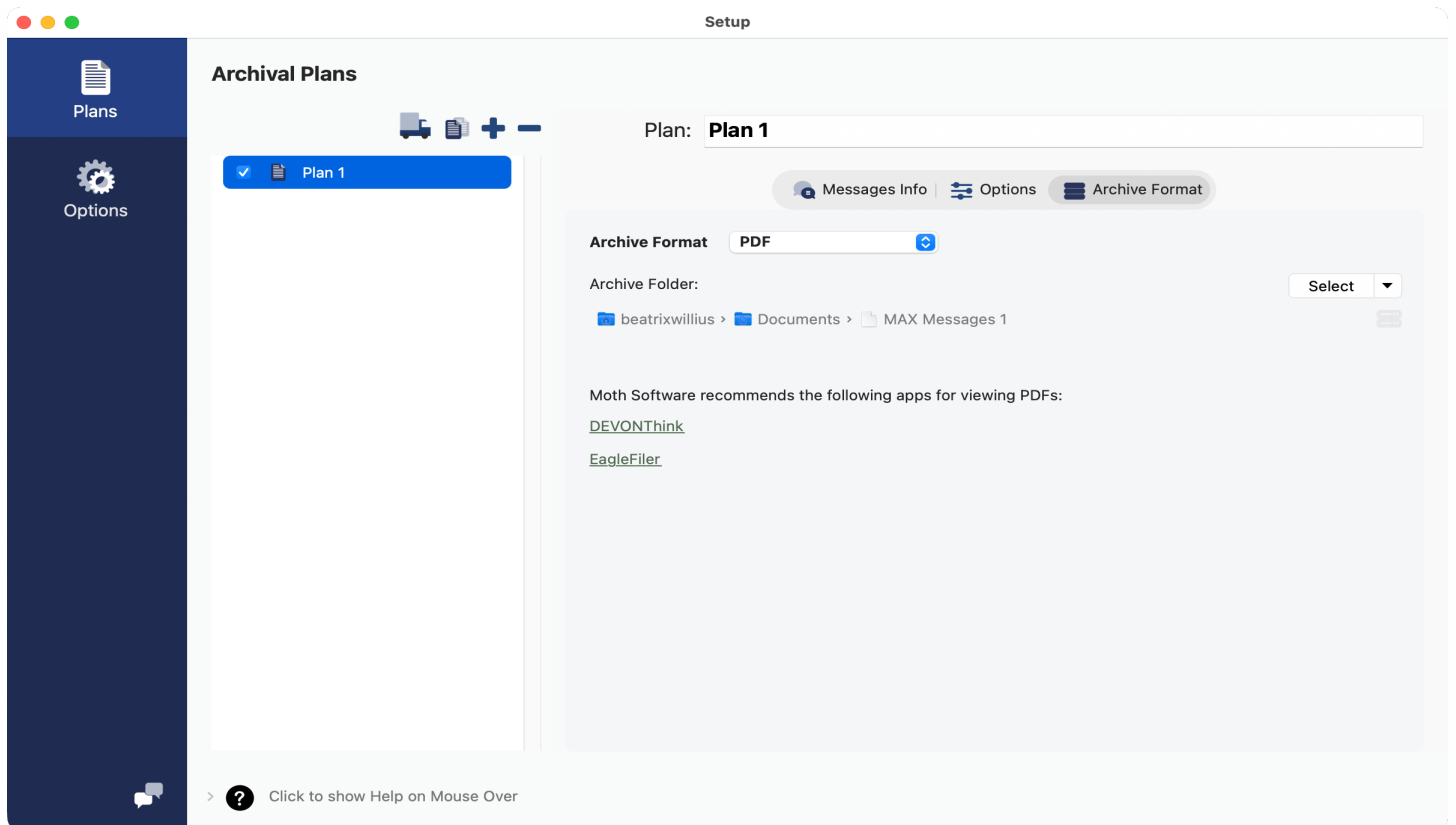 Setup
Plans
Options
Archival Plans
Plan 1
Plan: Plan 1
Messages Info Options Archive Format
Archive Format PDF
Archive Folder:
Select
beatrixwillius › Documents › MAX Messages 1
Moth Software recommends the following apps for viewing PDFs:
DEVONThink
EagleFiler
? Click to show Help on Mouse Over